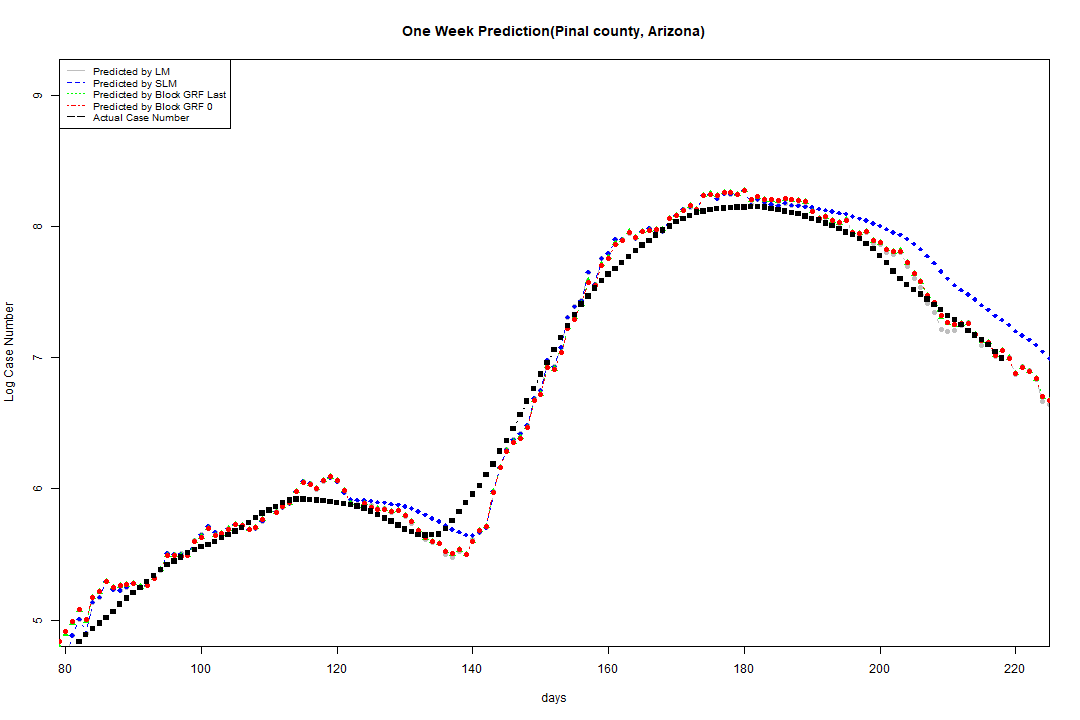 One Week Prediction(Pinal county, Arizona)
Predicted by LM
Predicted by SLM
Predicted by Block GRF Last
Predicted by Block GRF 0
Actual Case Number
9
8
7
6
5
Log Case Number
80 100 120 140 160 180 200 220
days